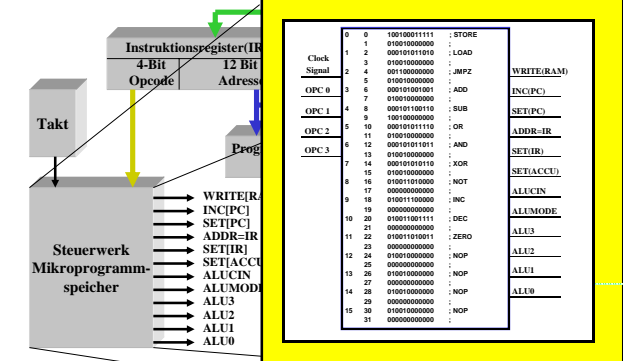 Instruktionsregister(IR
4-Bit
Opcode
12 Bit
Adresse
Takt
Prog
Steuerwerk
Mikroprogramm-
speicher
WRITE[RA
INC[PC]
SET[PC]
ADDR=IR
SET[IR]
SET[ACCU
ALUCIN
ALUMODE
ALU3
ALU2
ALU1
ALU0
Clock
Signal
OPC 0
OPC 1
OPC 2
OPC 3
0 0 100100011111 ; STORE
1 010010000000 ;
1 2 000101011010 ; LOAD
3 010010000000 ;
2 4 001100000000 ; JMPZ
5 010010000000 ;
3 6 000101001001 ; ADD
7 010010000000 ;
4 8 000101100110 ; SUB
9 100100000000 ;
5 10 000101011110 ; OR
11 010010000000 ;
6 12 000101011011 ; AND
13 010010000000 ;
7 14 000101010110 ; XOR
15 010010000000 ;
8 16 010011010000 ; NOT
17 000000000000 ;
9 18 010011100000 ; INC
19 000000000000 ;
10 20 010011001111 ; DEC
21 000000000000 ;
11 22 010011010011 ; ZERO
23 000000000000 ;
12 24 010010000000 ; NOP
25 000000000000 ;
13 26 010010000000 ; NOP
27 000000000000 ;
14 28 010010000000 ; NOP
29 000000000000 ;
15 30 010010000000 ; NOP
31 000000000000 ;
WRITE(RAM)
INC(PC)
SET(PC)
ADDR=IR
SET(IR)
SET(ACCU)
ALUCIN
ALUMODE
ALU3
ALU2
ALU1
ALU0